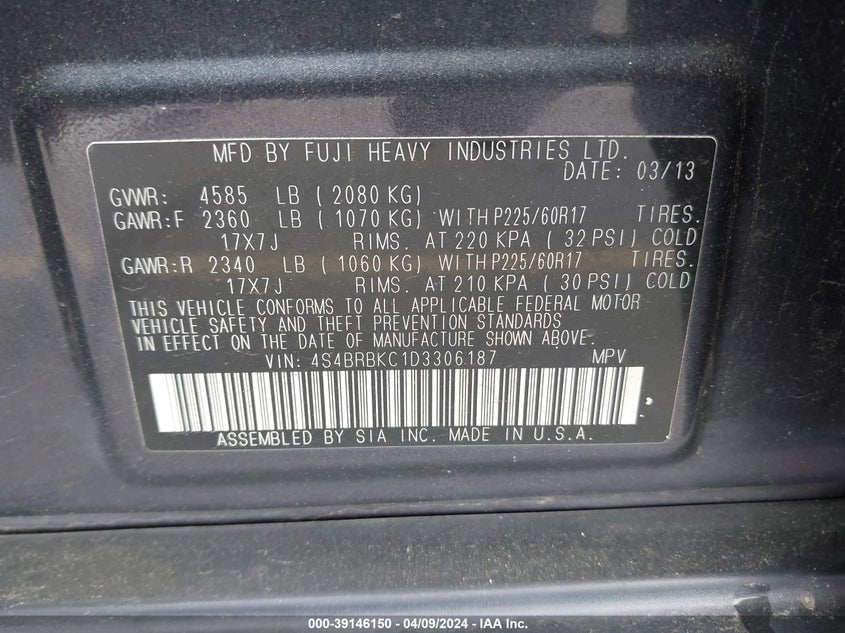 MFD BY FUJI HEAVY INDUSTRIES LTD.
DATE: 03/13
GVWR: 4585 LB ( 2080 KG)
GAWR:F 2360 LB ( 1070 KG) WITH P225/60R17 TIRES.
17X7J RIMS. AT 220 KPA ( 32 PSI) COLD
GAWR:R 2340 LB ( 1060 KG) WITH P225/60R17 TIRES.
17X7J RIMS. AT 210 KPA ( 30 PSI) COLD
THIS VEHICLE CONFORMS TO ALL APPLICABLE FEDERAL MOTOR
VEHICLE SAFETY AND THEFT PREVENTION STANDARDS
IN EFFECT ON THE DATE OF MANUFACTURE SHOWN ABOVE.
VIN: 4S4BRBKC1D3306187 MPV
ASSEMBLED BY SIA INC. MADE IN U.S.A.
000-39146150 - 04/09/2024 - © IAA, Inc.